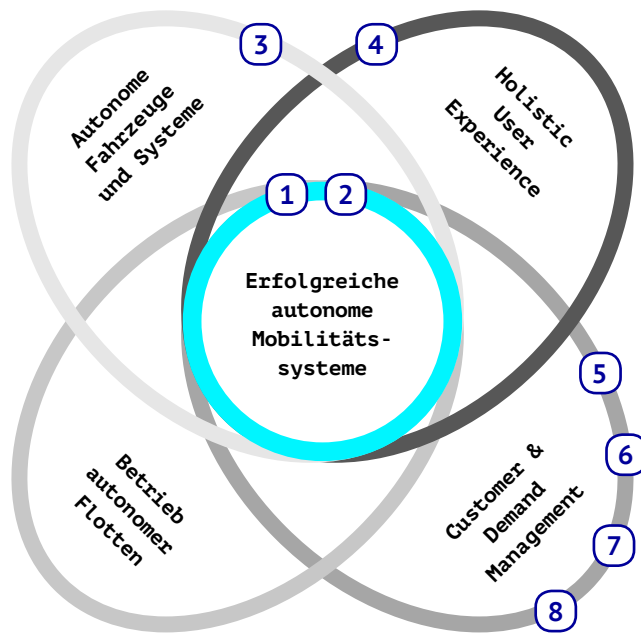 3
4
Autonome
Fahrzeuge
und Systeme
Holistic
User
Experience
1
2
Erfolgreiche
autonome
Mobilitäts-
systeme
5
6
7
8
Betrieb
autonomer
Flotten
Customer &
Demand
Management